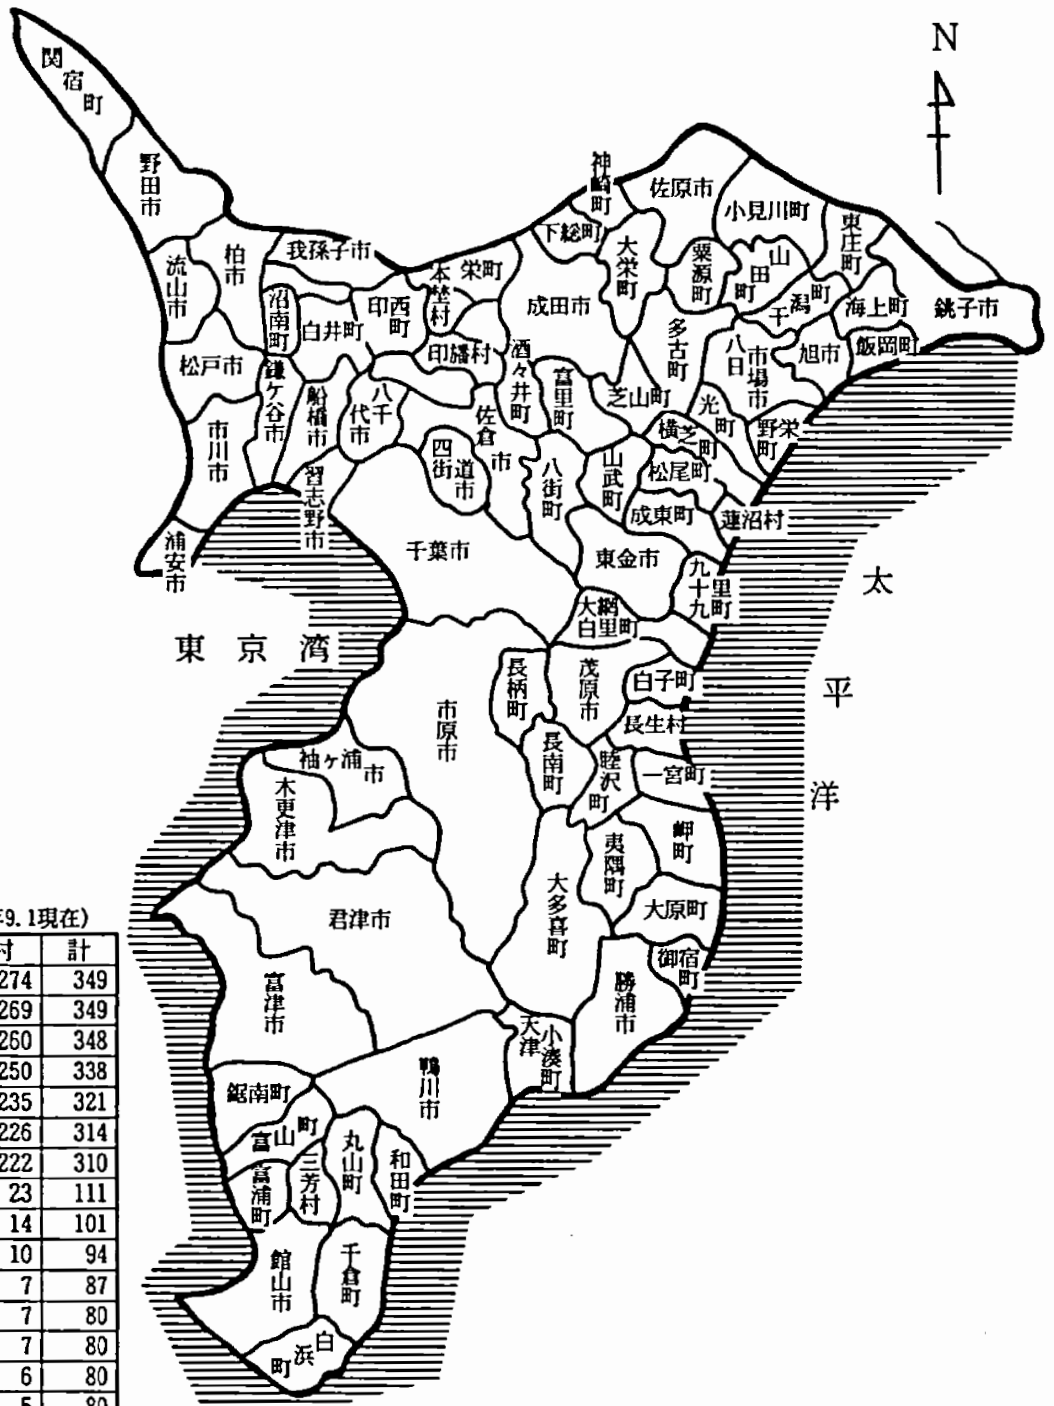 N
関宿町
野田市
神崎町
佐原市
小見川町
東庄町
下総町
大栄町
栗源町
山田町
干潟町
海上町
銚子市
我孫子市
柏市
流山市
沼南町
白井町
印西町
本埜村
栄町
成田市
多古町
八日市場市
旭市
飯岡町
松戸市
鎌ケ谷市
船橋市
八千代市
印旛村
酒々井町
富里町
芝山町
光町
野栄町
市川市
習志野市
四街道市
佐倉市
八街町
山武町
横芝町
松尾町
成東町
蓮沼村
浦安市
千葉市
東金市
九十九里町
大網白里町
東京湾
太平洋
市原市
長柄町
茂原市
白子町
長生村
長南町
睦沢町
一宮町
袖ケ浦市
木更津市
夷隅町
岬町
大多喜町
大原町
君津市
御宿町
勝浦市
富津市
天津小湊町
鴨川市
鋸南町
富山町
丸山町
和田町
三芳村
富浦町
館山市
千倉町
白浜町
年9.1現在)
村 計
274 349
269 349
260 348
250 338
235 321
226 314
222 310
23 111
14 101
10 94
7 87
7 80
7 80
6 80
5 80